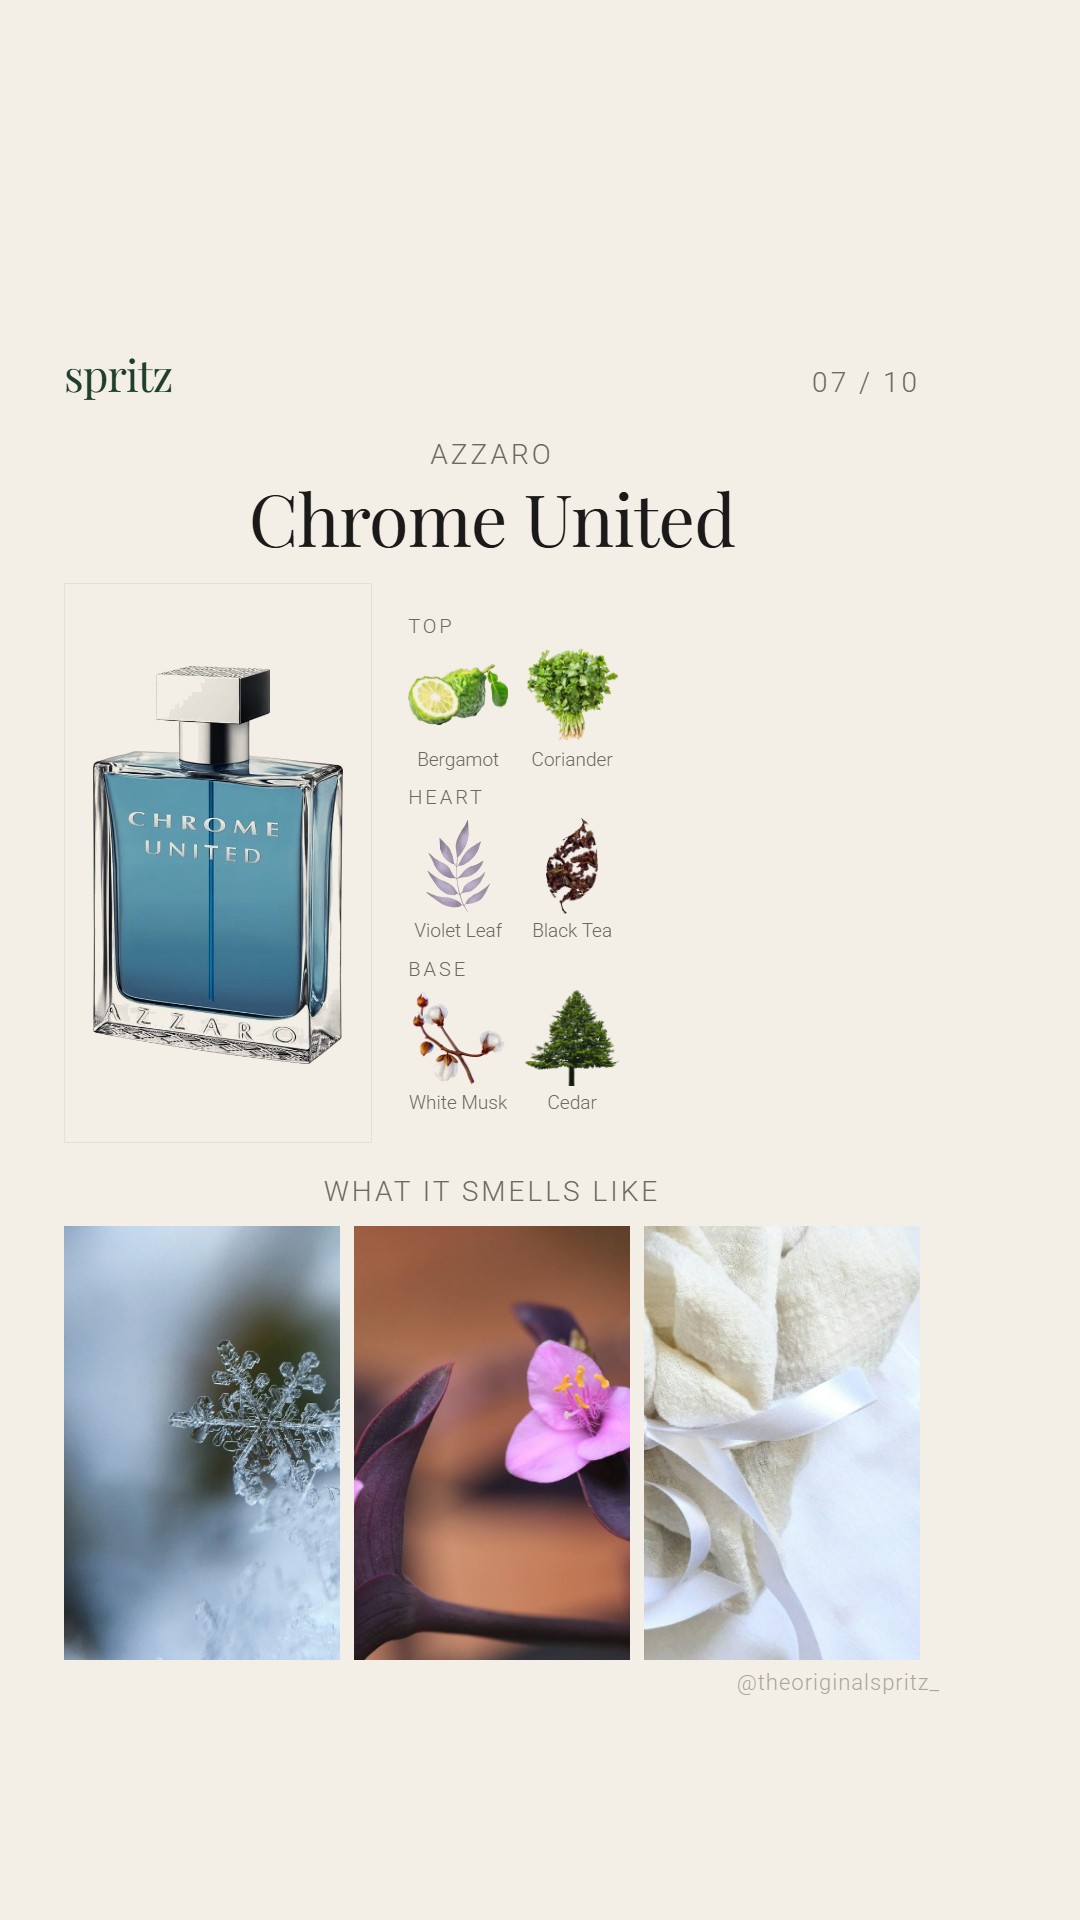 spritz
07 / 10
AZZARO
Chrome United
TOP
Bergamot Coriander
HEART
Violet Leaf Black Tea
BASE
White Musk Cedar
CHROME
UNITED
AZZARO
WHAT IT SMELLS LIKE
@theoriginalspritz_